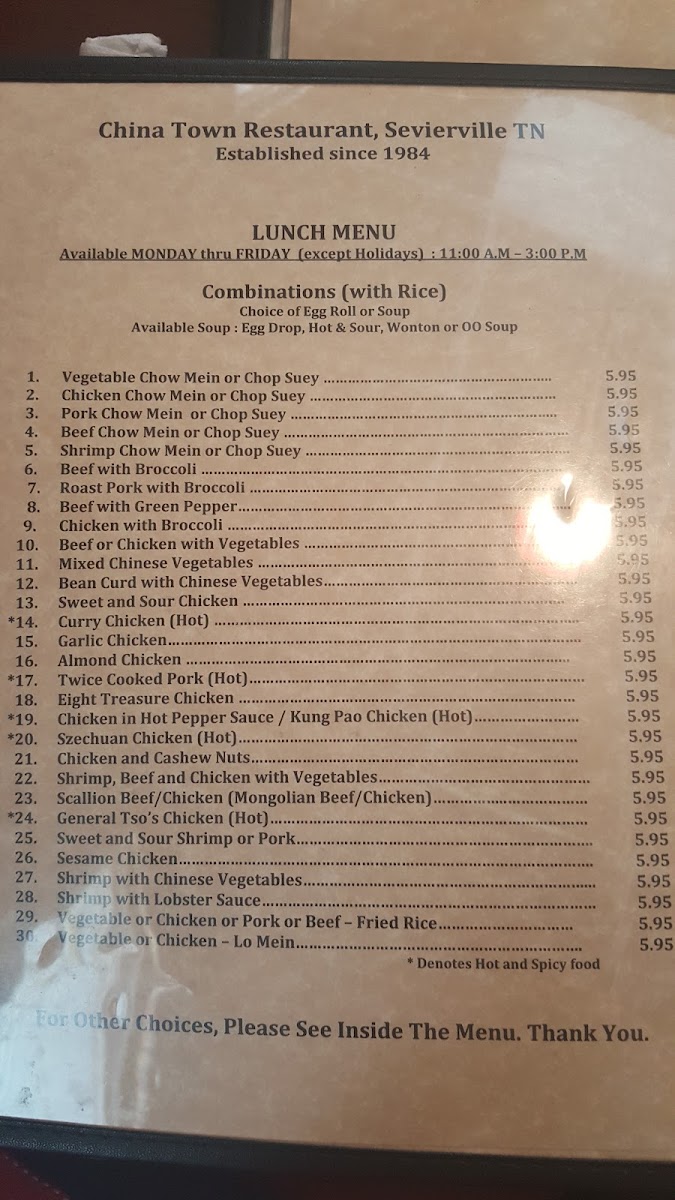 China Town Restaurant, Sevierville TN
Established since 1984
LUNCH MENU
Available MONDAY thru FRIDAY (except Holidays) : 11:00 A.M – 3:00 P.M
Combinations (with Rice)
Choice of Egg Roll or Soup
Available Soup : Egg Drop, Hot & Sour, Wonton or OO Soup
1. Vegetable Chow Mein or Chop Suey ........ 5.95
2. Chicken Chow Mein or Chop Suey ........ 5.95
3. Pork Chow Mein or Chop Suey ........ 5.95
4. Beef Chow Mein or Chop Suey ........ 5.95
5. Shrimp Chow Mein or Chop Suey ........ 5.95
6. Beef with Broccoli ........ 5.95
7. Roast Pork with Broccoli ........ 5.95
8. Beef with Green Pepper........ 5.95
9. Chicken with Broccoli ........ 5.95
10. Beef or Chicken with Vegetables ........ 5.95
11. Mixed Chinese Vegetables ........ 5.95
12. Bean Curd with Chinese Vegetables........ 5.95
13. Sweet and Sour Chicken ........ 5.95
*14. Curry Chicken (Hot) ........ 5.95
15. Garlic Chicken........ 5.95
16. Almond Chicken ........ 5.95
*17. Twice Cooked Pork (Hot)........ 5.95
18. Eight Treasure Chicken ........ 5.95
*19. Chicken in Hot Pepper Sauce / Kung Pao Chicken (Hot)........ 5.95
*20. Szechuan Chicken (Hot)........ 5.95
21. Chicken and Cashew Nuts........ 5.95
22. Shrimp, Beef and Chicken with Vegetables........ 5.95
23. Scallion Beef/Chicken (Mongolian Beef/Chicken)........ 5.95
*24. General Tso's Chicken (Hot)........ 5.95
25. Sweet and Sour Shrimp or Pork........ 5.95
26. Sesame Chicken........ 5.95
27. Shrimp with Chinese Vegetables........ 5.95
28. Shrimp with Lobster Sauce........ 5.95
29. Vegetable or Chicken or Pork or Beef – Fried Rice........ 5.95
30. Vegetable or Chicken – Lo Mein........ 5.95
* Denotes Hot and Spicy food
For Other Choices, Please See Inside The Menu. Thank You.